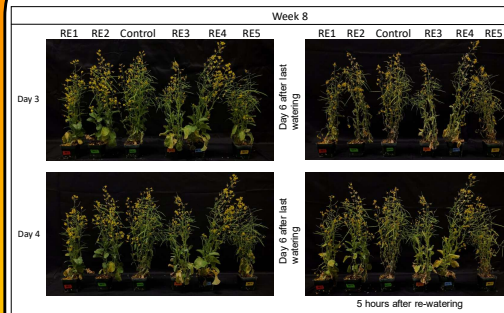 Week 8
RE1 RE2 Control RE3 RE4 RE5
RE1 RE2 Control RE3 RE4 RE5
Day 3
Day 6 after last
watering
Day 4
Day 6 after last
watering
5 hours after re-watering